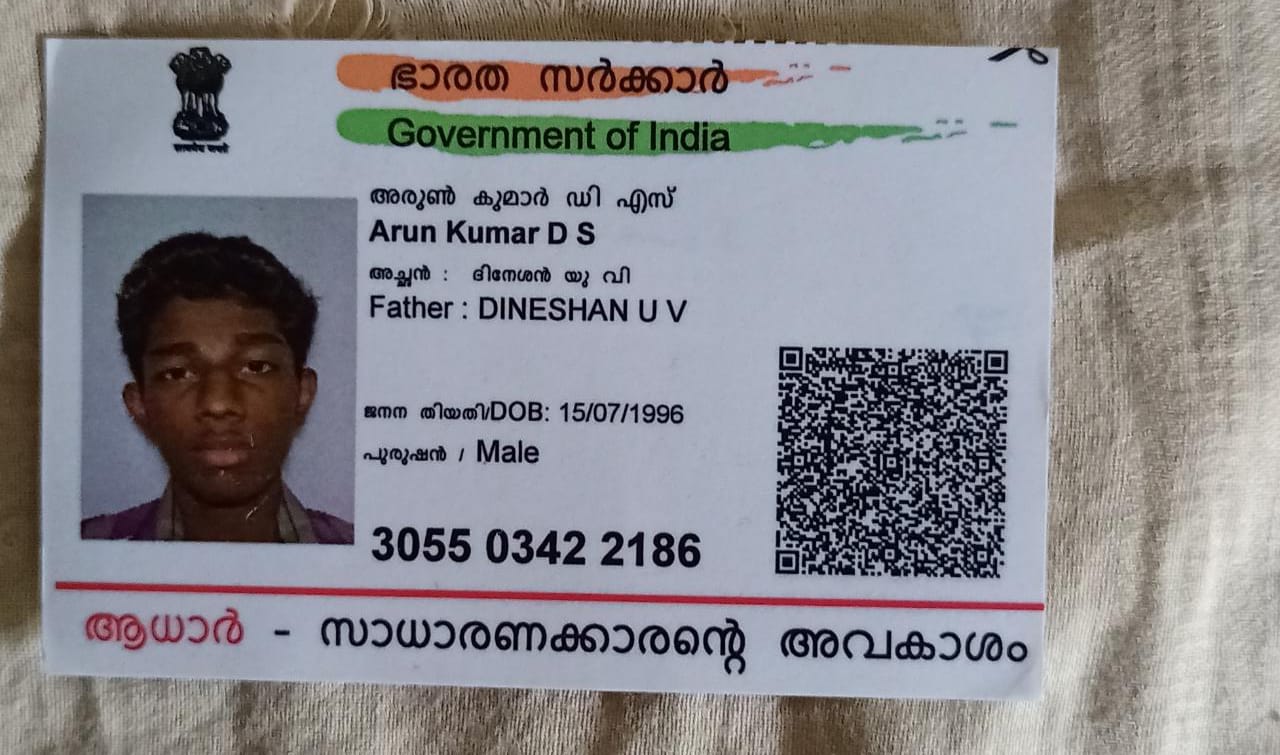 ഭാരത സർക്കാർ
Government of India
അരുൺ കുമാർ ഡി എസ്
Arun Kumar D S
അച്ഛൻ : ദിനേശൻ യു വി
Father : DINESHAN U V
ജനന തിയതി/DOB: 15/07/1996
പുരുഷൻ / Male
3055 0342 2186
ആധാർ - സാധാരണക്കാരന്റെ അവകാശം